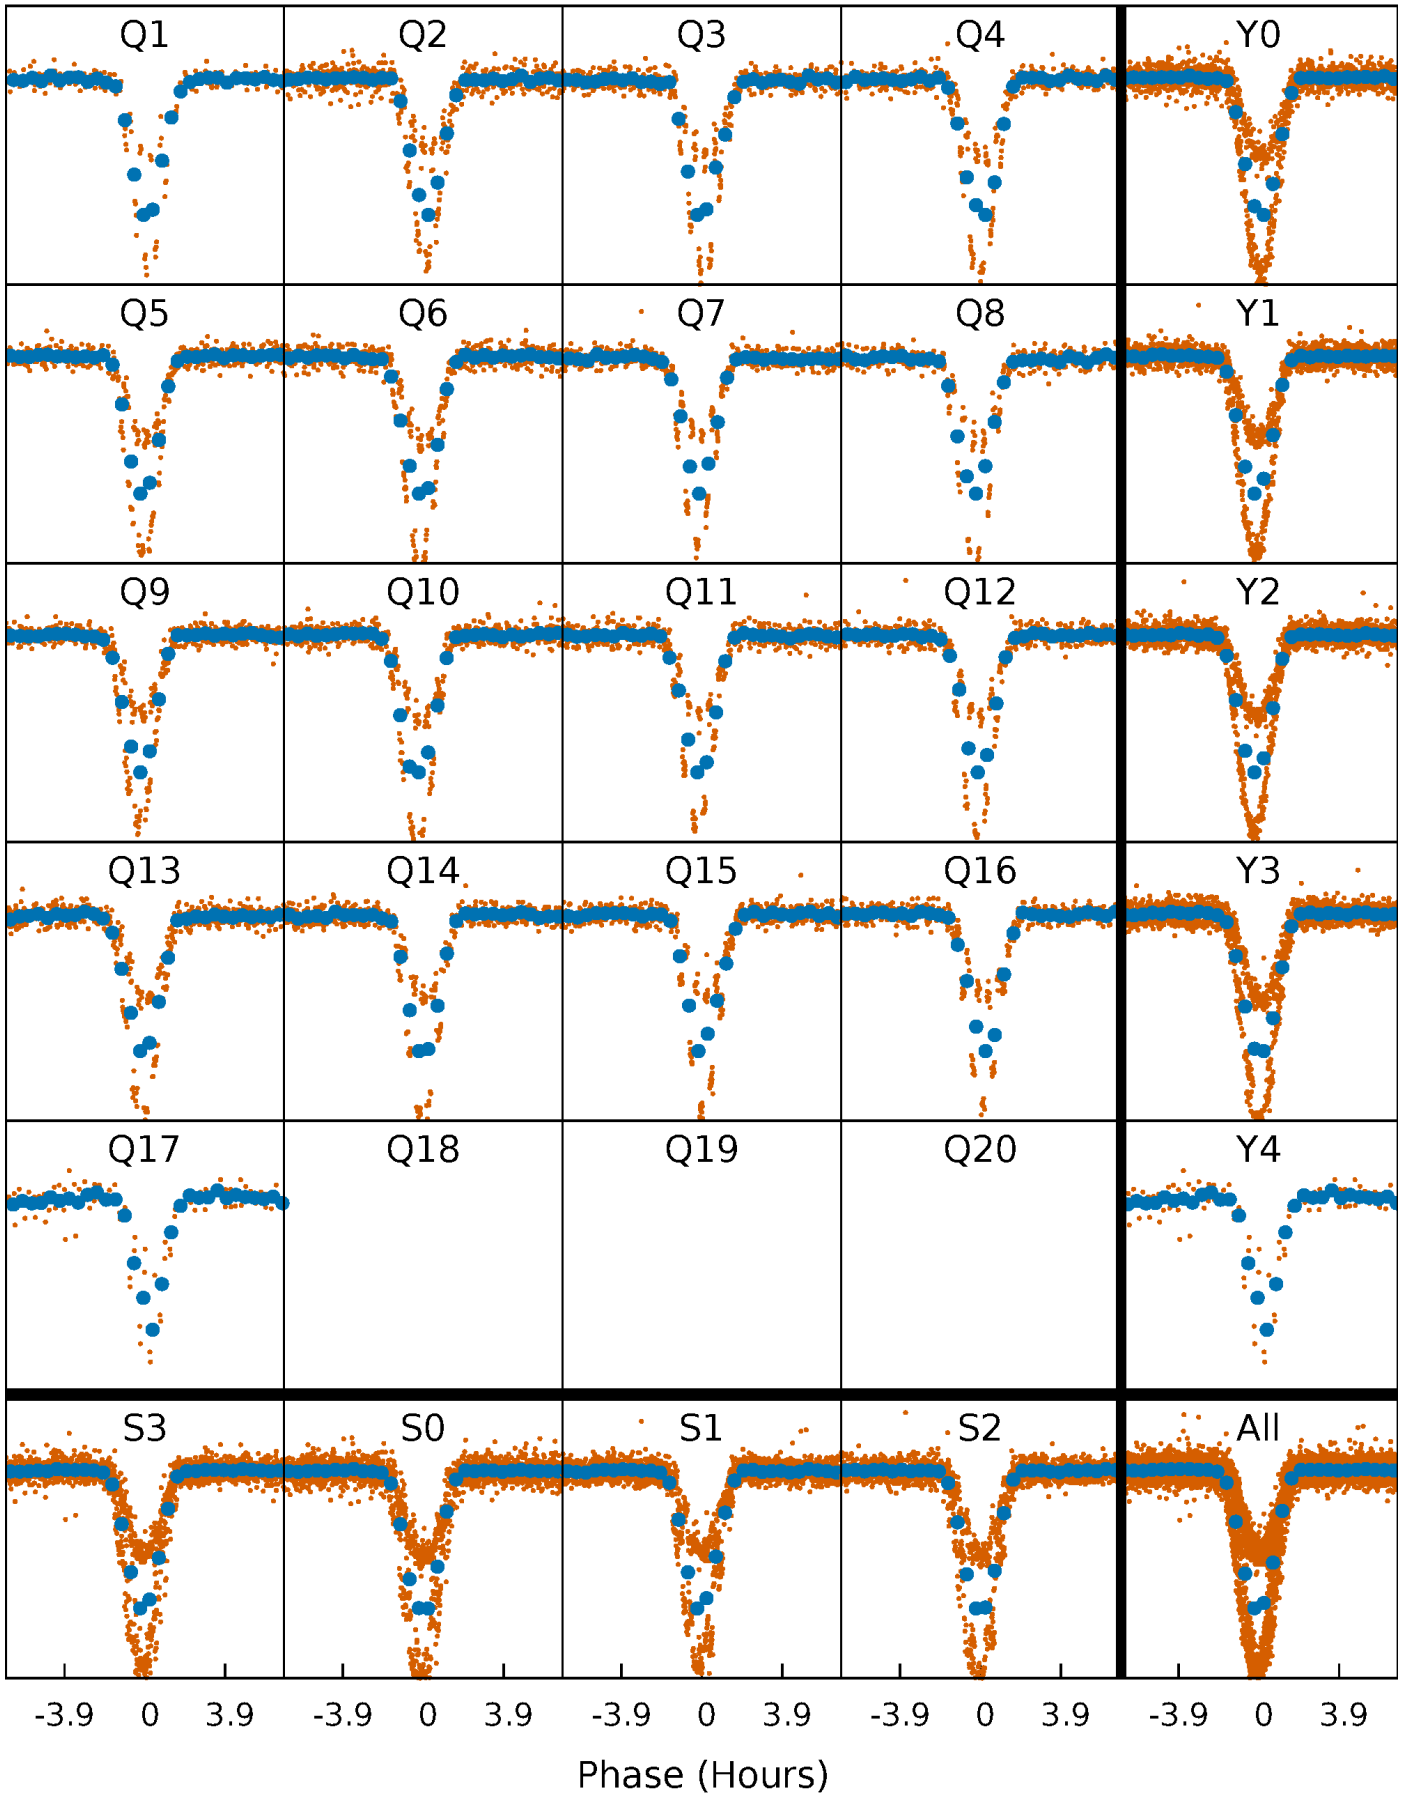 Q1 Q2 Q3 Q4 Y0
Q5 Q6 Q7 Q8 Y1
Q9 Q10 Q11 Q12 Y2
Q13 Q14 Q15 Q16 Y3
Q17 Q18 Q19 Q20 Y4
S3 S0 S1 S2 All
-3.9 0 3.9 -3.9 0 3.9 -3.9 0 3.9 -3.9 0 3.9 -3.9 0 3.9
Phase (Hours)